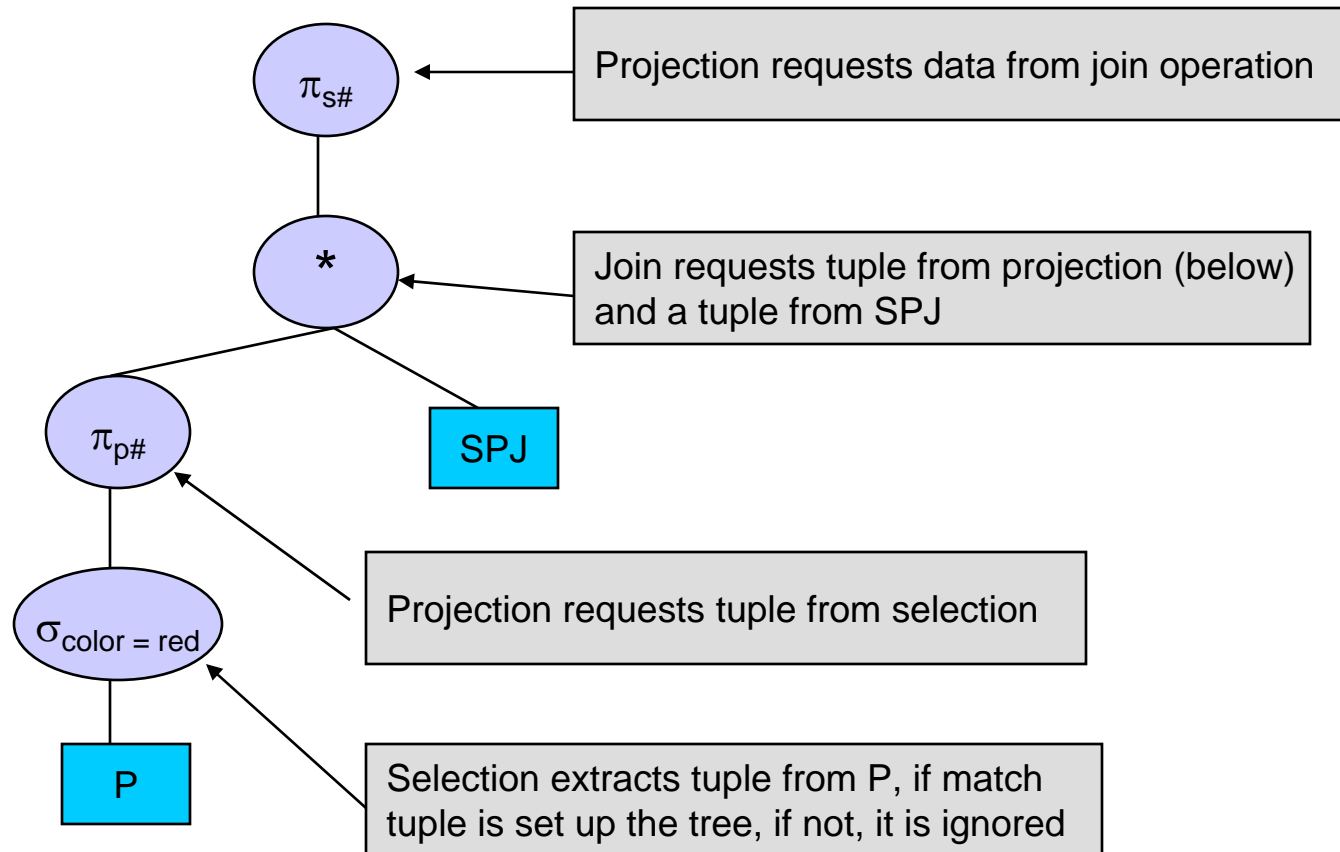 πs#
Projection requests data from join operation
*
Join requests tuple from projection (below)
and a tuple from SPJ
πp#
SPJ
Projection requests tuple from selection
σcolor = red
P
Selection extracts tuple from P, if match
tuple is set up the tree, if not, it is ignored